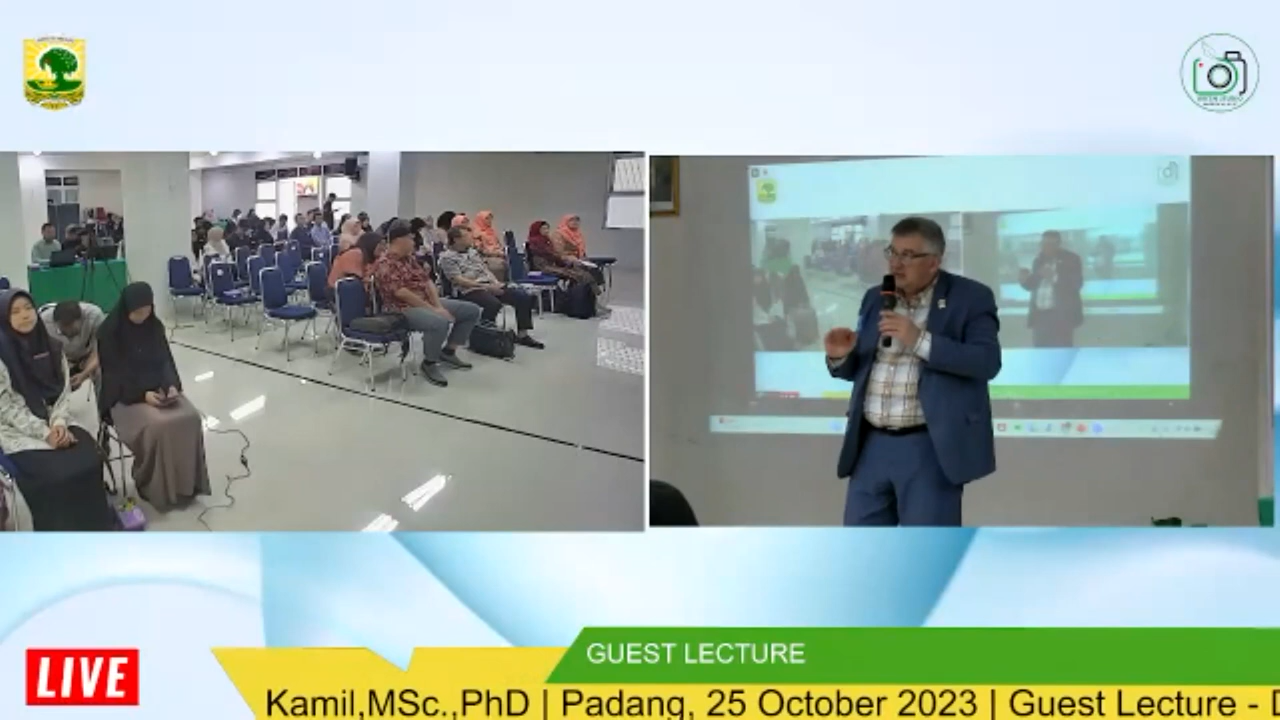 GUEST LECTURE
LIVE
Kamil,MSc.,PhD | Padang, 25 October 2023 | Guest Lecture - D